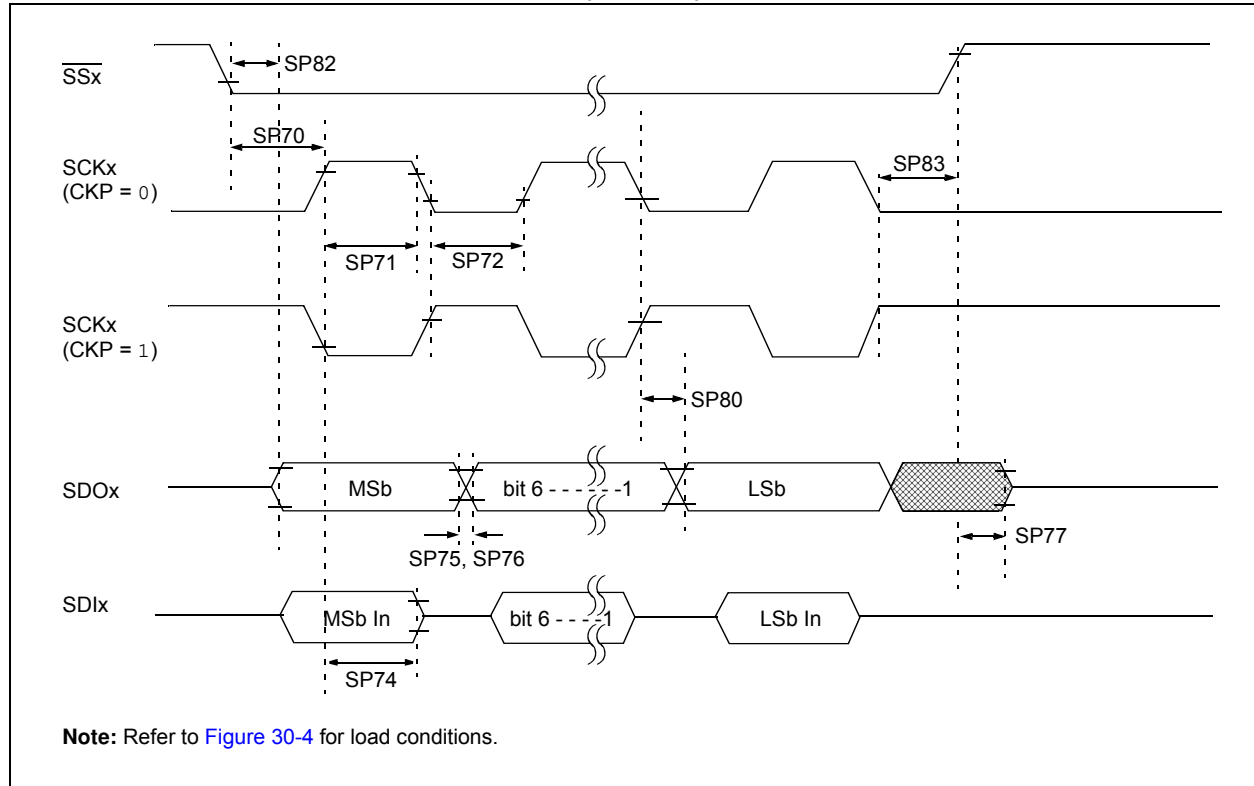 SSx
SP82
SP70
SCKx
(CKP = 0)
SP83
SP71
SP72
SCKx
(CKP = 1)
SP80
SDOx
MSb
bit 6 - - - - - -1
LSb
SP75, SP76
SP77
SDIx
MSb In
bit 6 - - - -1
LSb In
SP74
Note: Refer to Figure 30-4 for load conditions.